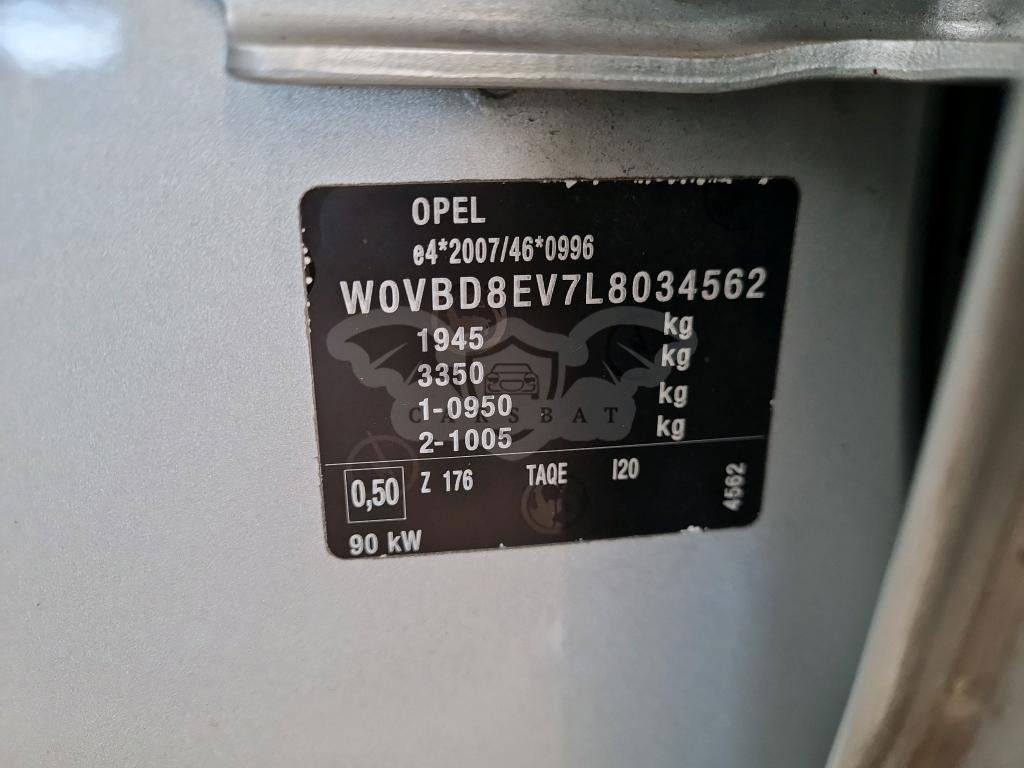 OPEL
e4*2007/46*0996
W0VBD8EV7L8034562
1945 kg
3350 kg
1-0950 kg
2-1005 kg
CARSBAT
0,50 Z 176 TAQE I20 4562
90 kW